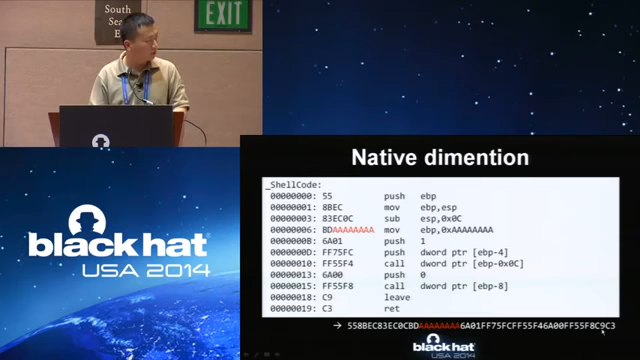 South
Sea
E
EXIT
black hat
USA 2014
Native dimention
_ShellCode:
00000000: 55 push ebp
00000001: 8BEC mov ebp,esp
00000003: 83EC0C sub esp,0x0C
00000006: BDAAAAAAAA mov ebp,0xAAAAAAAA
0000000B: 6A01 push 1
0000000D: FF75FC push dword ptr [ebp-4]
00000010: FF55F4 call dword ptr [ebp-0x0C]
00000013: 6A00 push 0
00000015: FF55F8 call dword ptr [ebp-8]
00000018: C9 leave
00000019: C3 ret
→ 558BEC83EC0CBDAAAAAAAA6A01FF75FCFF55F46A00FF55F8C9C3
black hat
USA 2014